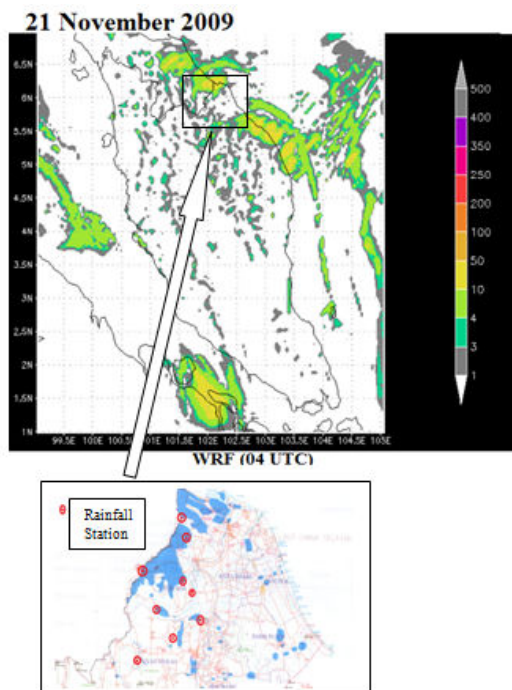 21 November 2009
6.5N
6N
5.5N
5N
4.5N
4N
3.5N
3N
2.5N
2N
1.5N
1N
99.5E 100E 100.5E 101E 101.5E 102E 102.5E 103E 103.5E 104E 104.5E 105E
500
400
350
250
200
100
50
10
4
3
1
WRF (04 UTC)
Rainfall
Station